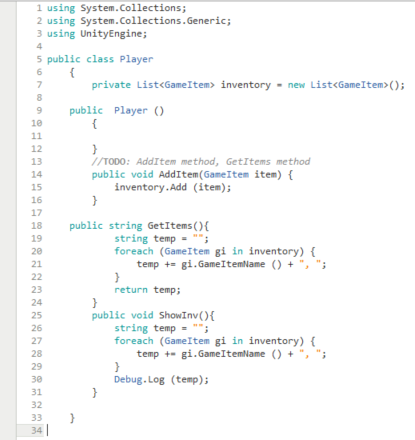 1 using System.Collections;
2 using System.Collections.Generic;
3 using UnityEngine;
4
5 public class Player
6     {
7         private List<GameItem> inventory = new List<GameItem>();
8
9     public  Player ()
10         {
11
12         }
13         //TODO: AddItem method, GetItems method
14         public void AddItem(GameItem item) {
15             inventory.Add (item);
16         }
17
18     public string GetItems(){
19             string temp = "";
20             foreach (GameItem gi in inventory) {
21                 temp += gi.GameItemName () + ", ";
22             }
23             return temp;
24         }
25         public void ShowInv(){
26             string temp = "";
27             foreach (GameItem gi in inventory) {
28                 temp += gi.GameItemName () + ", ";
29             }
30             Debug.Log (temp);
31         }
32
33     }
34